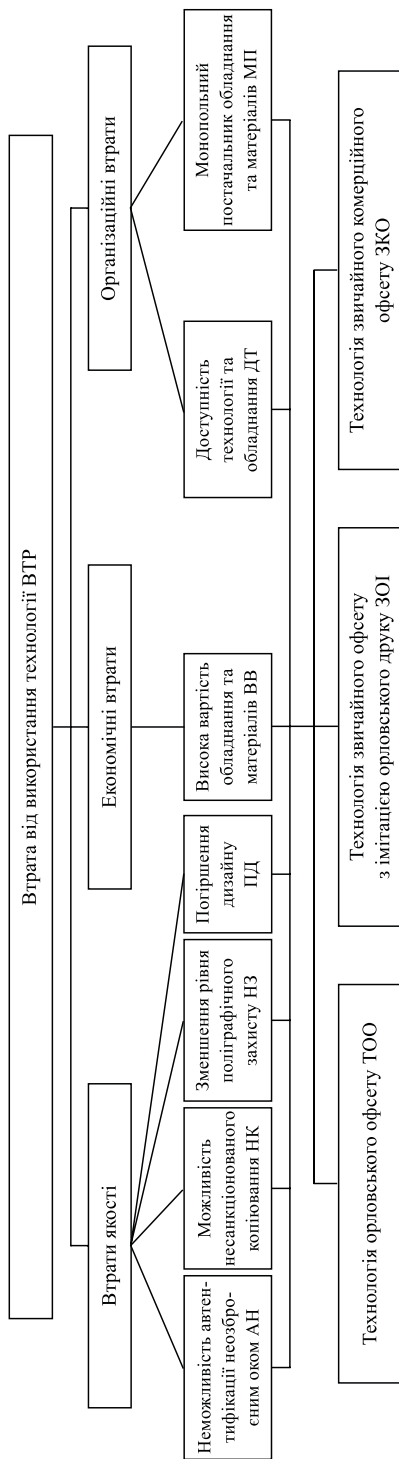 Втрата від використання технології ВТР
Втрати якості
Економічні втрати
Організаційні втрати
Неможливість автен-
тифікації неозбро-
єним оком АН
Можливість
несанкціонованого
копіювання НК
Зменшення рівня
поліграфічного
захисту НЗ
Погіршення
дизайну
ПД
Висока вартість
обладнання та
матеріалів ВВ
Доступність
технології та
обладнання ДТ
Монопольний
постачальник обладнання
та матеріалів МП
Технологія орловського офсету ТОО
Технологія звичайного офсету
з імітацією орловського друку ЗОІ
Технологія звичайного комерційного
офсету ЗКО